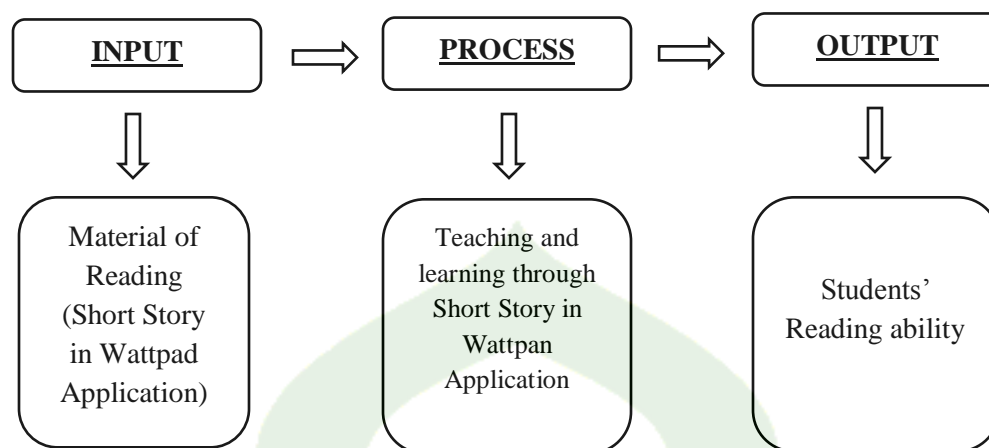 INPUT
PROCESS
OUTPUT
Material of
Reading
(Short Story
in Wattpad
Application)
Teaching and
learning through
Short Story in
Wattpan
Application
Students’
Reading ability